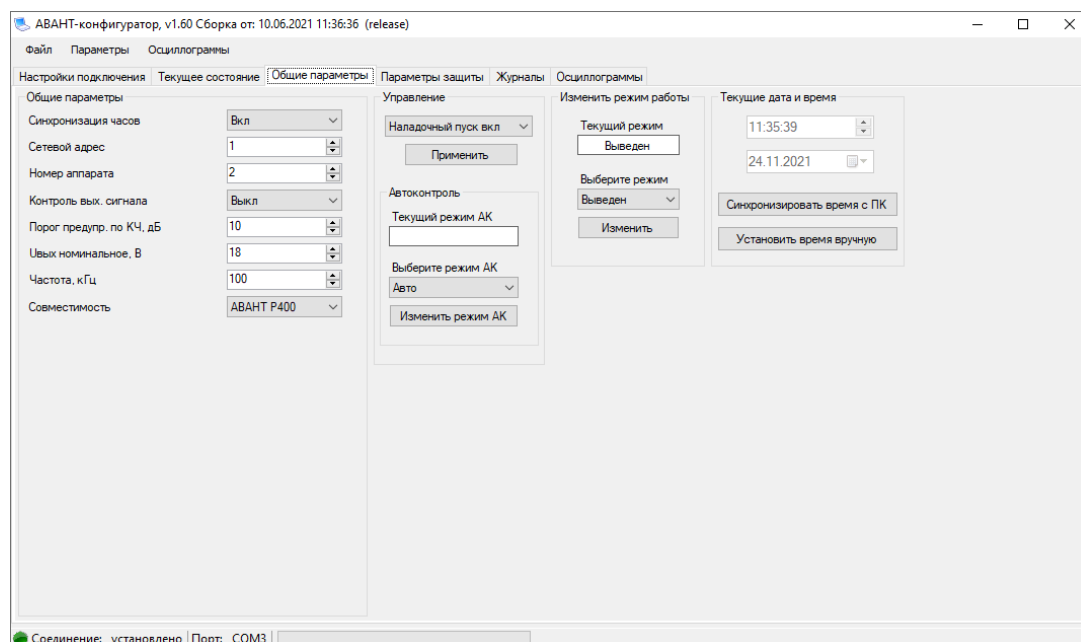 АВАНТ-конфигуратор, v1.60 Сборка от: 10.06.2021 11:36:36 (release)
Файл Параметры Осциллограммы
Настройки подключения Текущее состояние Общие параметры Параметры защиты Журналы Осциллограммы
Общие параметры
Синхронизация часов Вкл
Сетевой адрес 1
Номер аппарата 2
Контроль вых. сигнала Выкл
Порог предупр. по КЧ, дБ 10
Uвых номинальное, В 18
Частота, кГц 100
Совместимость АВАНТ Р400
Управление
Наладочный пуск вкл
Применить
Автоконтроль
Текущий режим АК
Выберите режим АК
Авто
Изменить режим АК
Изменить режим работы
Текущий режим
Выведен
Выберите режим
Выведен
Изменить
Текущие дата и время
11:35:39
24.11.2021
Синхронизировать время с ПК
Установить время вручную
Соединение: установлено Порт: COM3